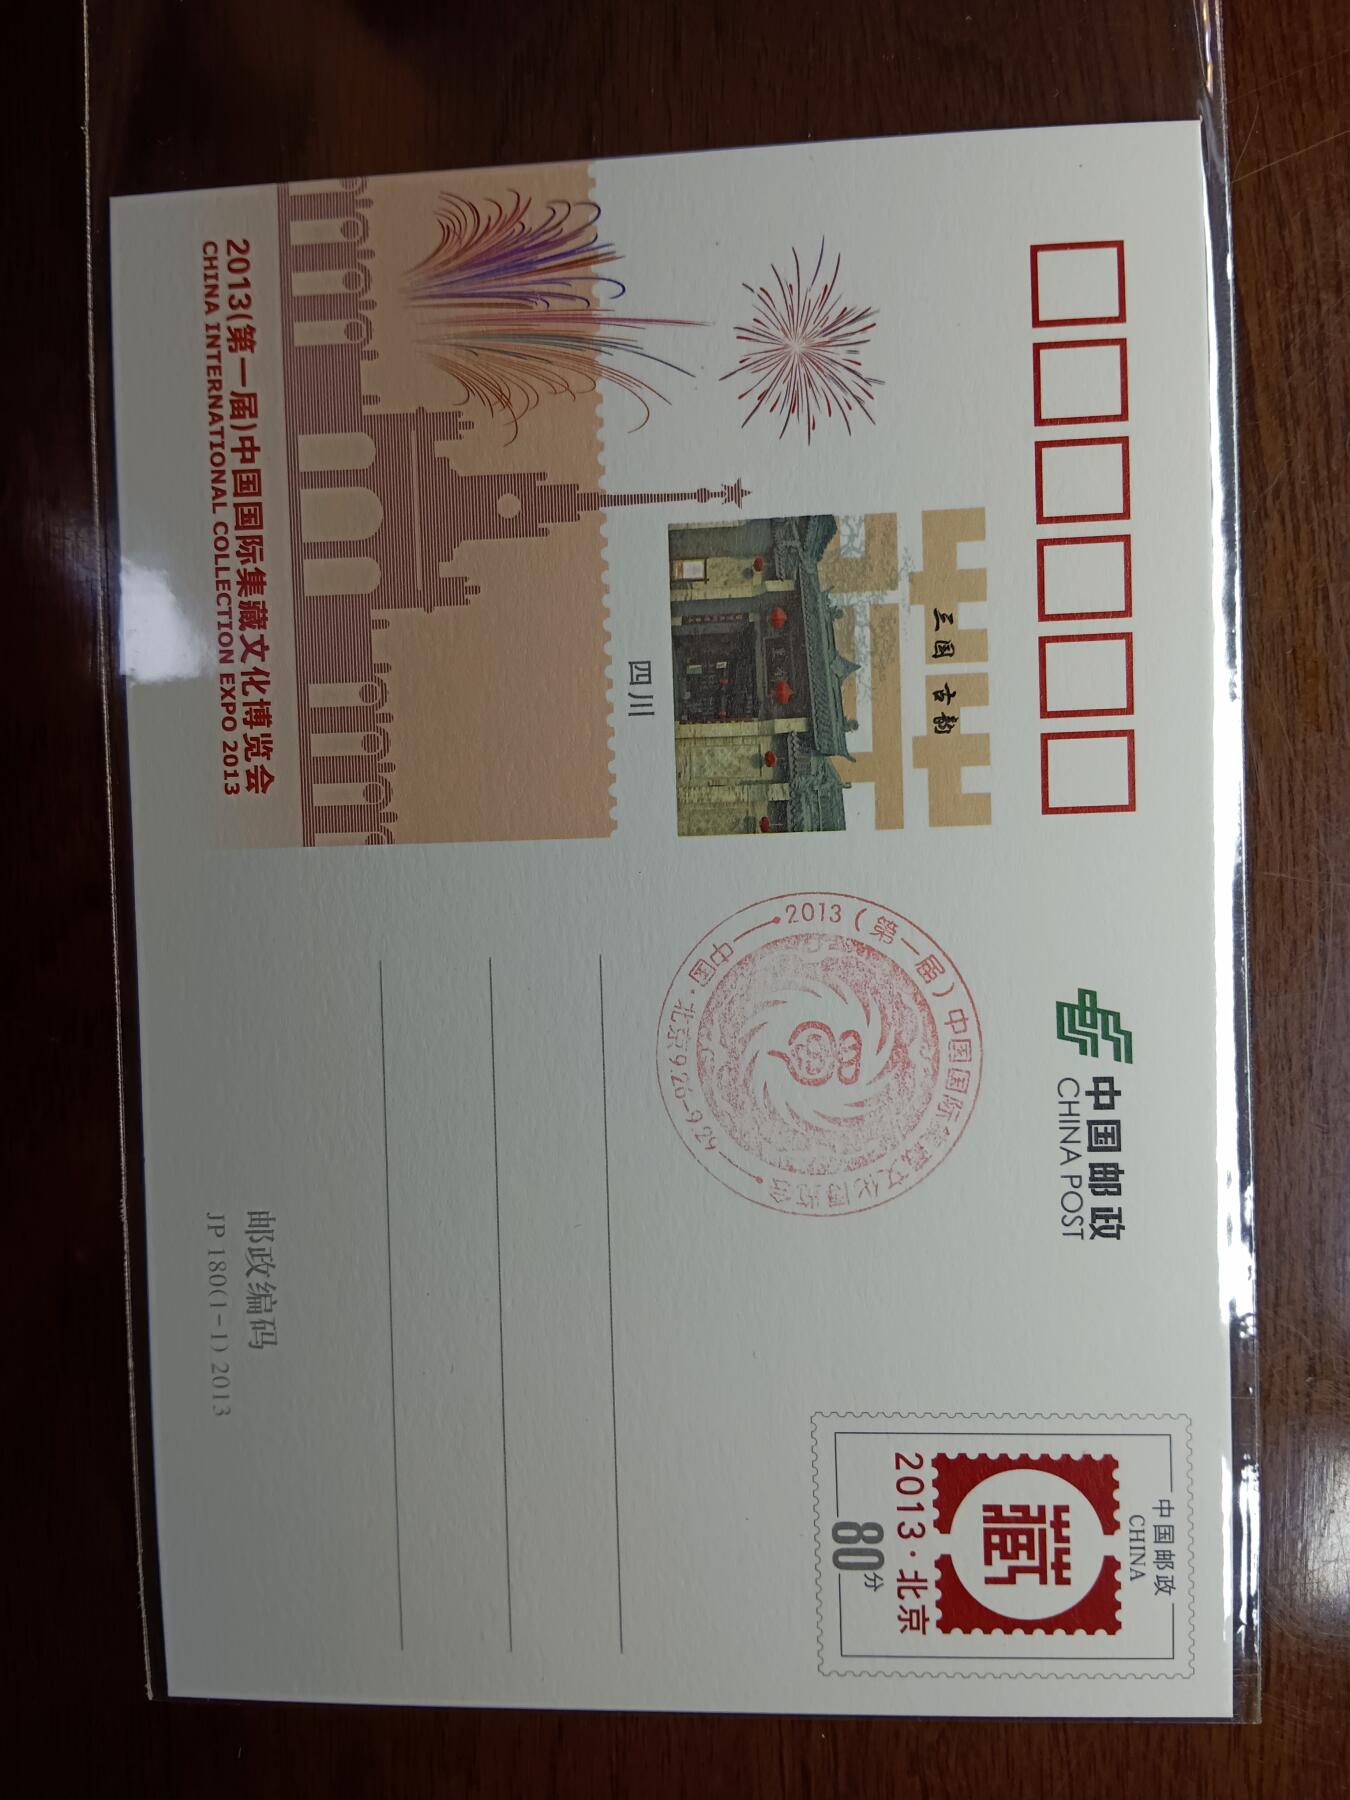 中国邮政
CHINA POST
中国邮政
CHINA
藏
2013·北京
80分
三国 古韵
四川
2013(第一届)中国国际集藏文化博览会
中国·北京9.26-9.29
2013(第一届)中国国际集藏文化博览会
CHINA INTERNATIONAL COLLECTION EXPO 2013
邮政编码
JP 180(1-1) 2013